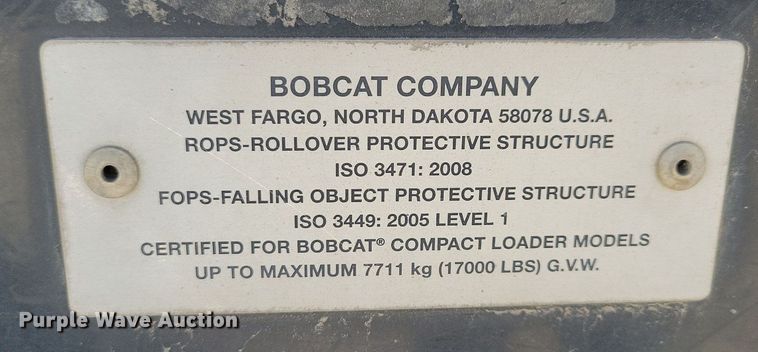 BOBCAT COMPANY
WEST FARGO, NORTH DAKOTA 58078 U.S.A.
ROPS-ROLLOVER PROTECTIVE STRUCTURE
ISO 3471: 2008
FOPS-FALLING OBJECT PROTECTIVE STRUCTURE
ISO 3449: 2005 LEVEL 1
CERTIFIED FOR BOBCAT® COMPACT LOADER MODELS
UP TO MAXIMUM 7711 kg (17000 LBS) G.V.W.
Purple Wave Auction